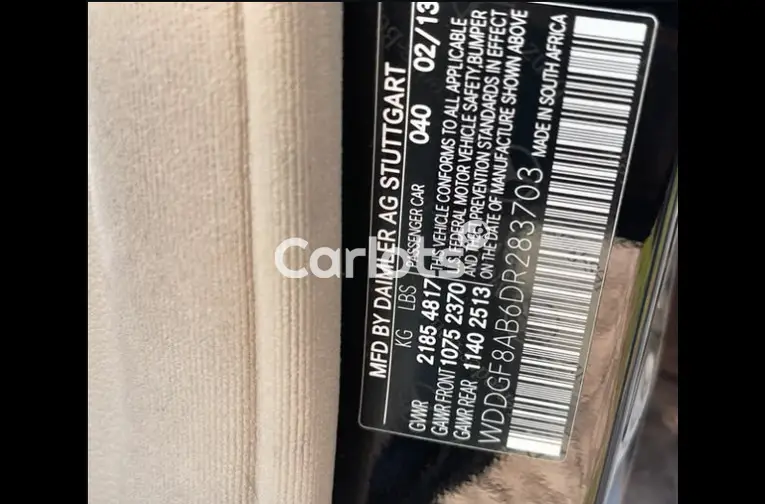 MFD BY DAIMLER AG STUTTGART
PASSENGER CAR 040 02/13
KG LBS
GWR 2185 4817
GAWR FRONT 1075 2370
GAWR REAR 1140 2513
THIS VEHICLE CONFORMS TO ALL APPLICABLE
U.S. FEDERAL MOTOR VEHICLE SAFETY, BUMPER
AND THEFT PREVENTION STANDARDS IN EFFECT
ON THE DATE OF MANUFACTURE SHOWN ABOVE
WDDGF8AB6DR283703
MADE IN SOUTH AFRICA
Carlots